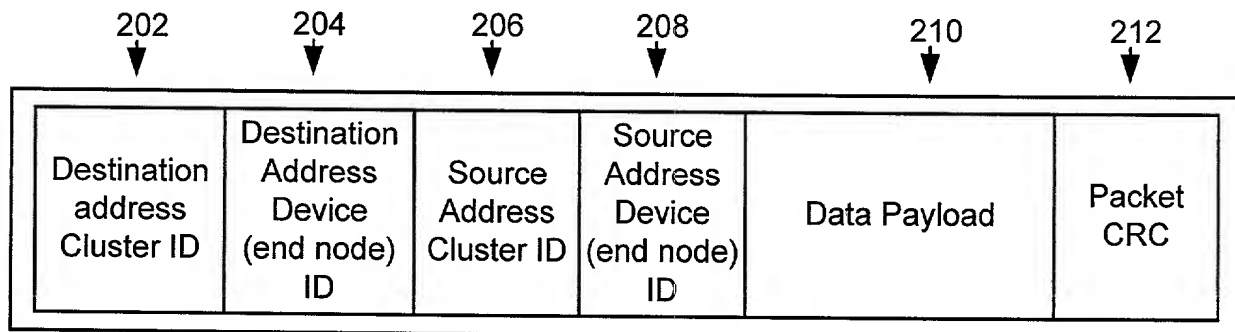 202 204 206 208 210 212
Destination
address
Cluster ID
Destination
Address
Device
(end node)
ID
Source
Address
Cluster ID
Source
Address
Device
(end node)
ID
Data Payload
Packet
CRC